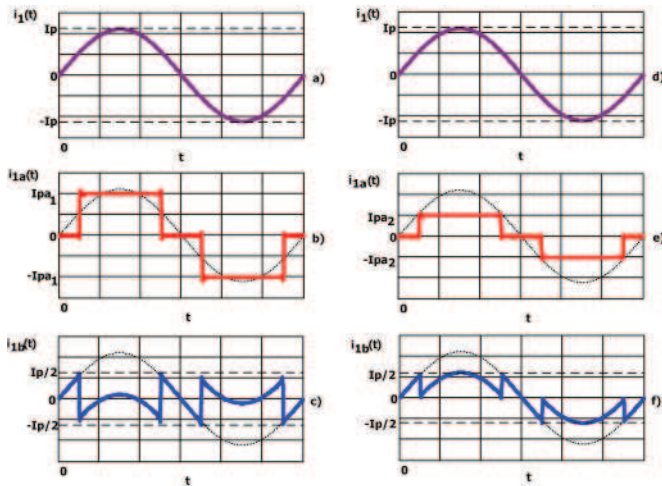 i₁(t)
Ip
0
-Ip
a)
0
t
i₁(t)
Ip
0
-Ip
d)
0
t
i₁a(t)
Ipa₁
0
-Ipa₁
b)
0
t
i₁a(t)
Ipa₂
0
-Ipa₂
e)
0
t
i₁b(t)
Ip/2
0
-Ip/2
c)
0
t
i₁b(t)
Ip/2
0
-Ip/2
f)
0
t